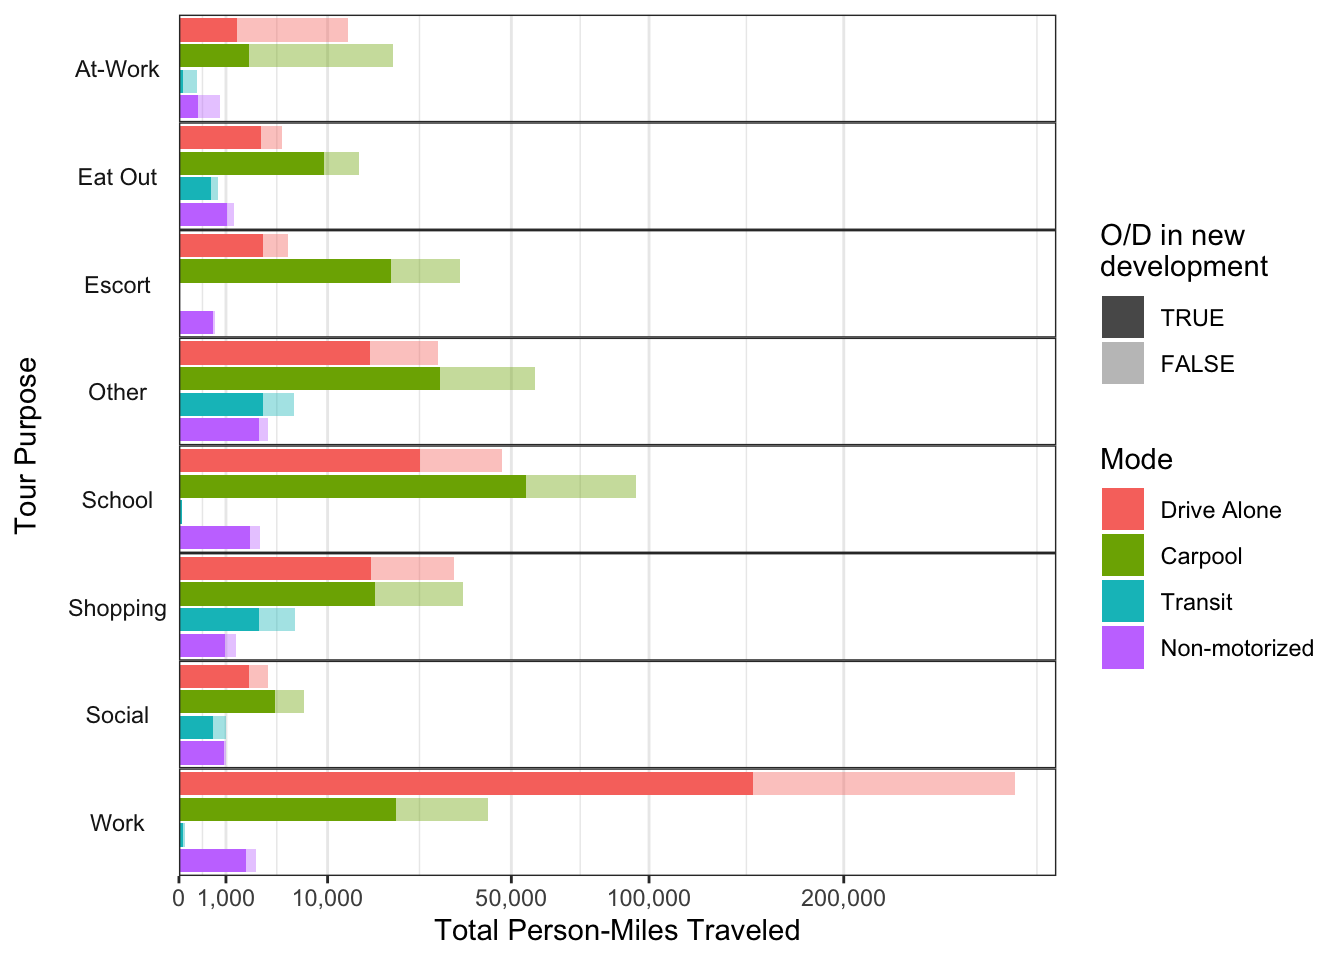 Tour Purpose
At-Work
Eat Out
Escort
Other
School
Shopping
Social
Work
0 1,000 10,000 50,000 100,000 200,000
Total Person-Miles Traveled
O/D in new
development
TRUE
FALSE
Mode
Drive Alone
Carpool
Transit
Non-motorized